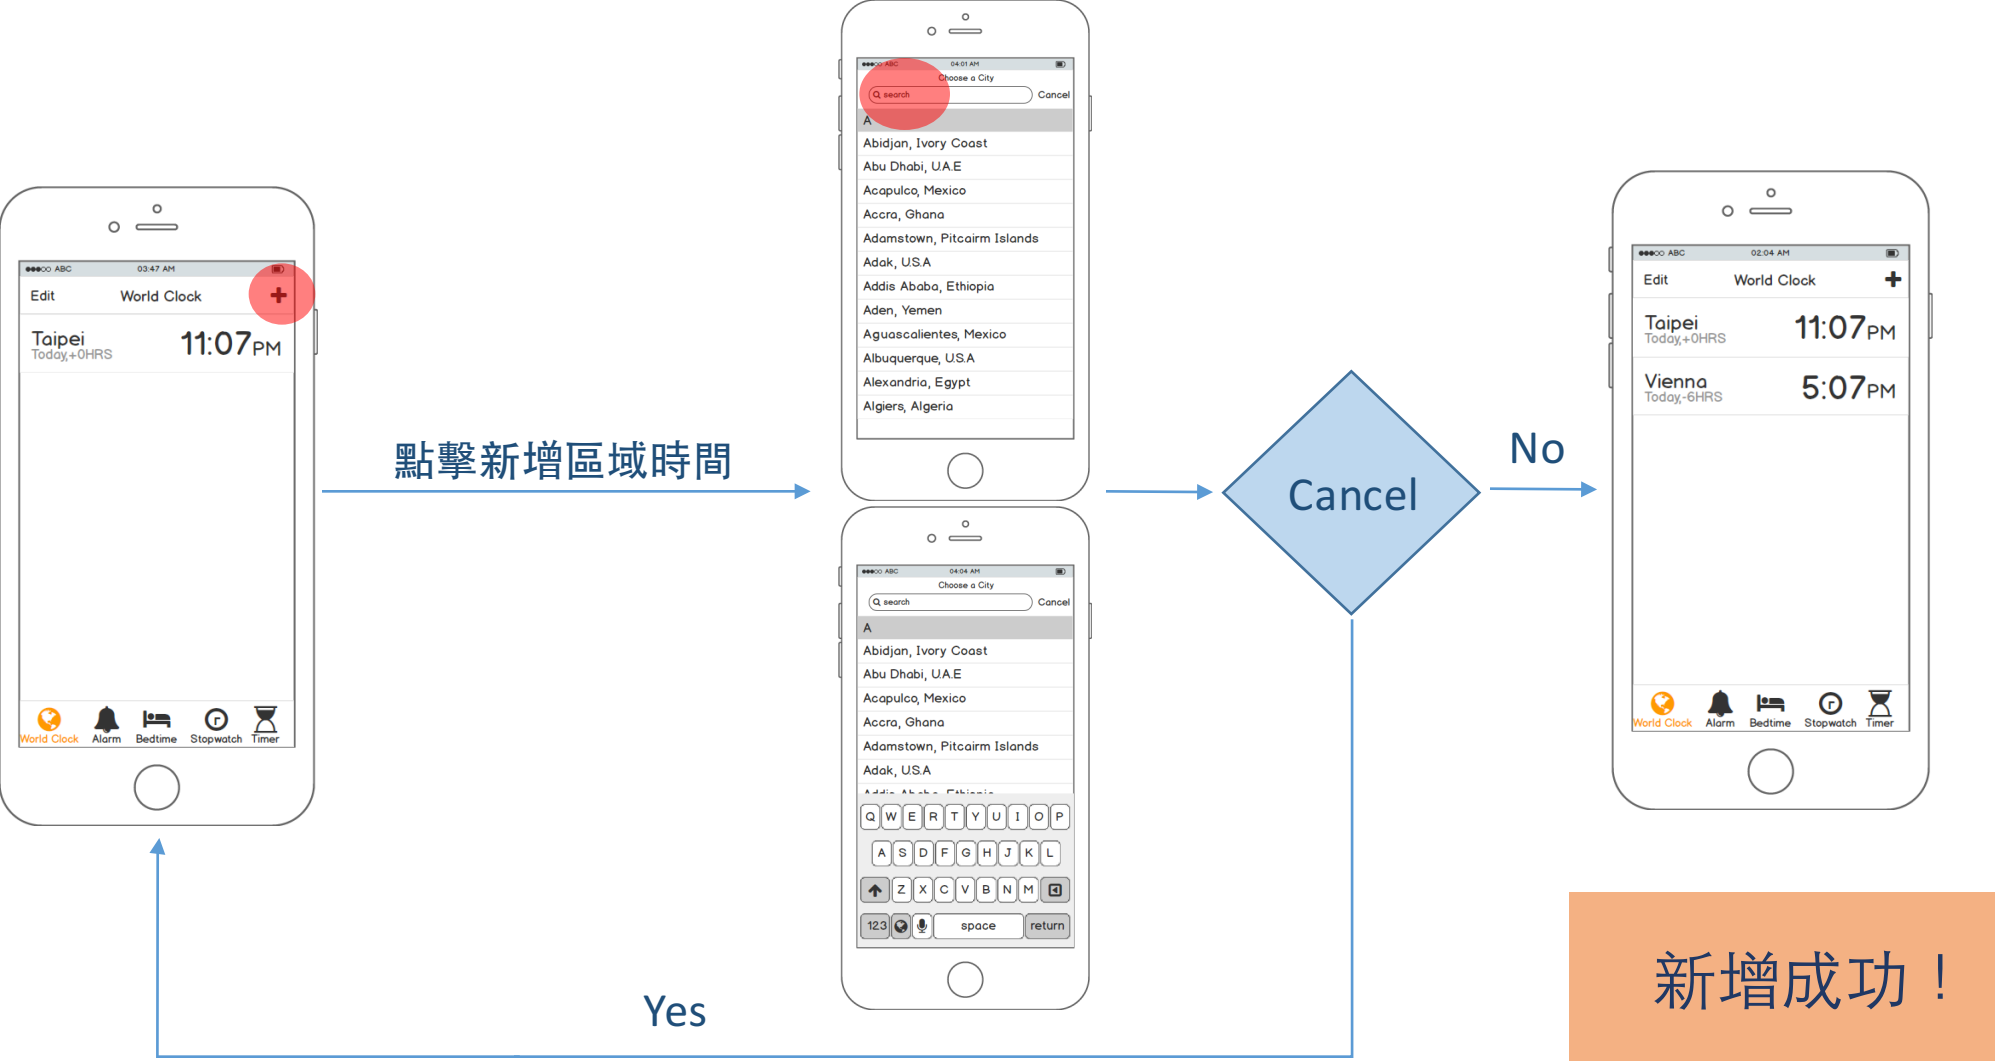 ABC 03:47 AM
Edit World Clock +
Taipei 11:07PM
Today,+0HRS
World Clock Alarm Bedtime Stopwatch Timer
點擊新增區域時間
ABC 04:01 AM
Choose a City
search Cancel
A
Abidjan, Ivory Coast
Abu Dhabi, U.A.E
Acapulco, Mexico
Accra, Ghana
Adamstown, Pitcairm Islands
Adak, U.S.A
Addis Ababa, Ethiopia
Aden, Yemen
Aguascalientes, Mexico
Albuquerque, U.S.A
Alexandria, Egypt
Algiers, Algeria
ABC 04:04 AM
Choose a City
search Cancel
A
Abidjan, Ivory Coast
Abu Dhabi, U.A.E
Acapulco, Mexico
Accra, Ghana
Adamstown, Pitcairm Islands
Adak, U.S.A
Addis Ababa, Ethiopia
Q W E R T Y U I O P
A S D F G H J K L
Z X C V B N M
123 space return
Cancel
No
Yes
ABC 02:04 AM
Edit World Clock +
Taipei 11:07PM
Today,+0HRS
Vienna 5:07PM
Today,-6HRS
World Clock Alarm Bedtime Stopwatch Timer
新增成功！